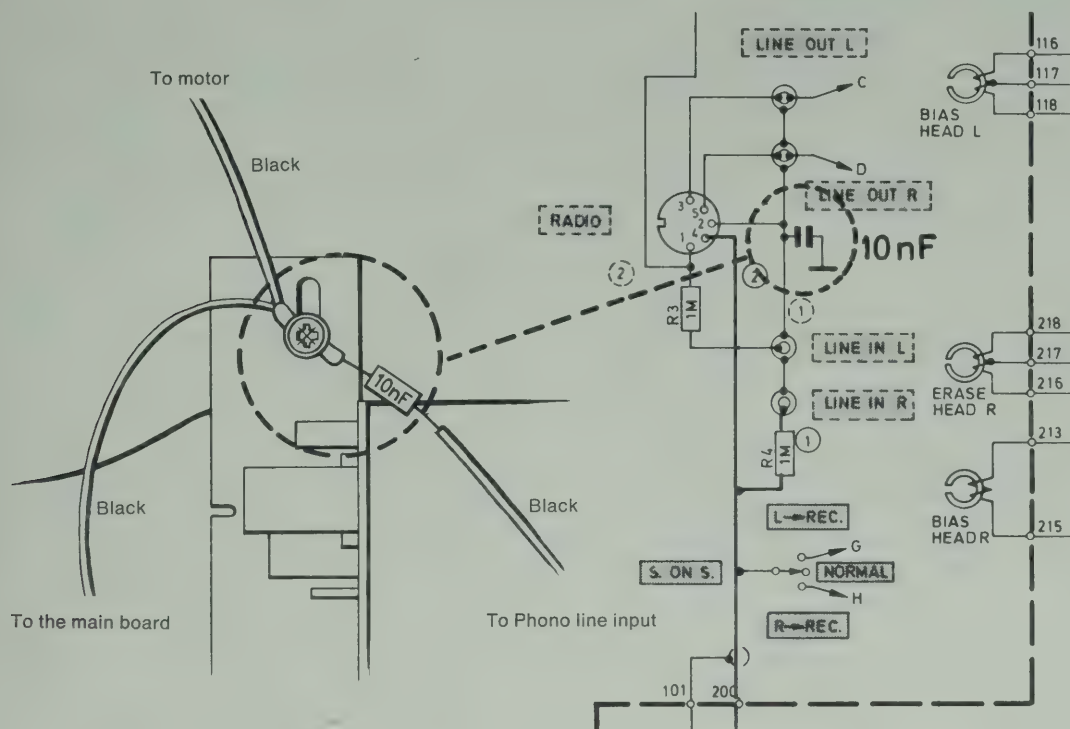 To motor
Black
10nF
Black
Black
To the main board
To Phono line input
LINE OUT L
C
D
LINE OUT R
RADIO
3
5
2
4
1
10nF
2
2
1
R3
1M
LINE IN L
LINE IN R
R4
1M
1
L→REC.
G
S. ON S.
NORMAL
H
R→REC.
101
200
116
117
118
BIAS
HEAD L
218
217
216
ERASE
HEAD R
213
215
BIAS
HEAD R